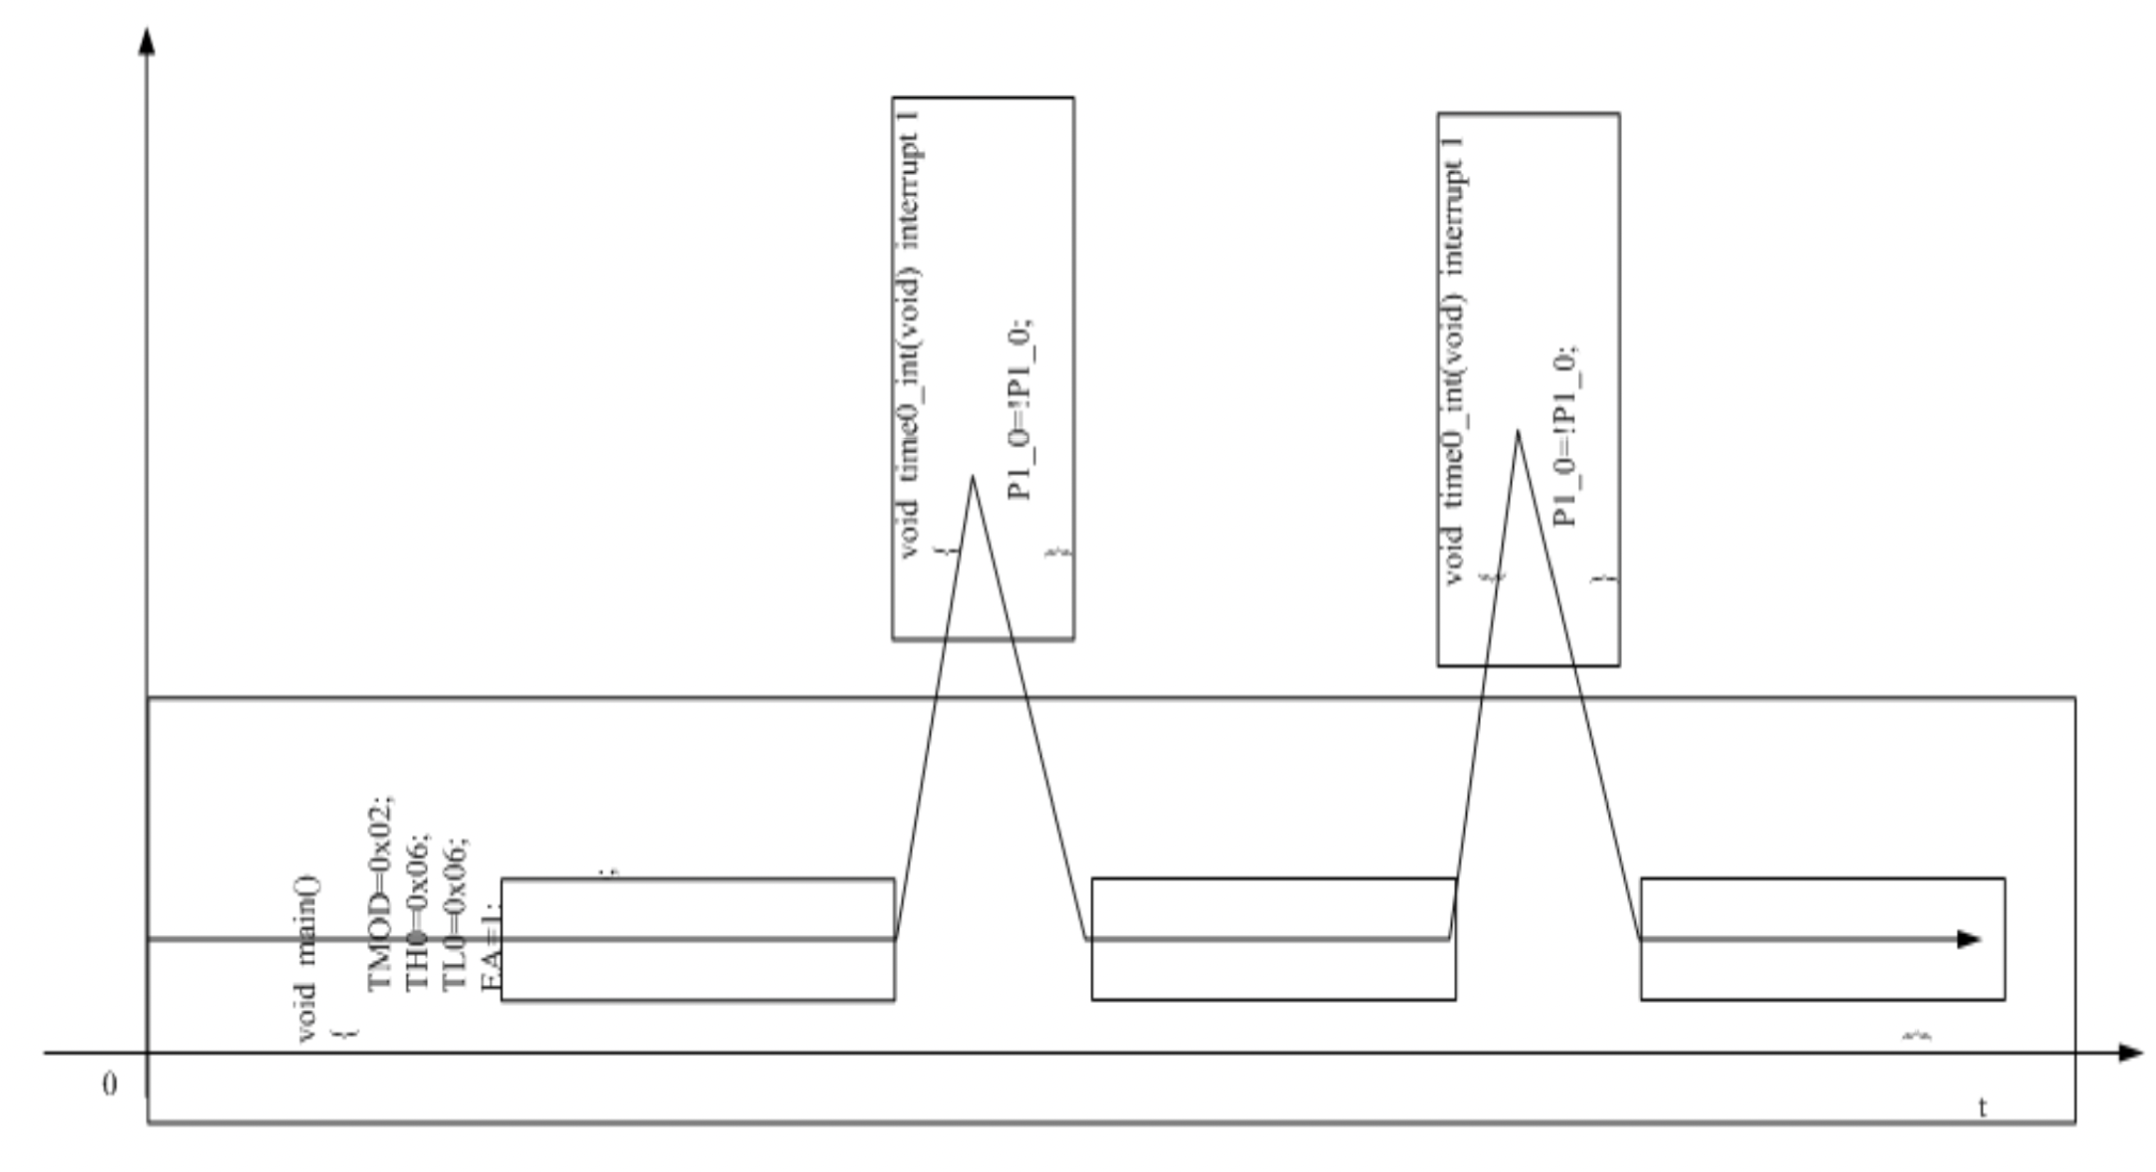 void time0_int(void) interrupt 1
{
P1_0=!P1_0;
}
void time0_int(void) interrupt 1
{
P1_0=!P1_0;
}
void main()
{
TMOD=0x02;
TH0=0x06;
TL0=0x06;
EA=1;
;
}
0
t